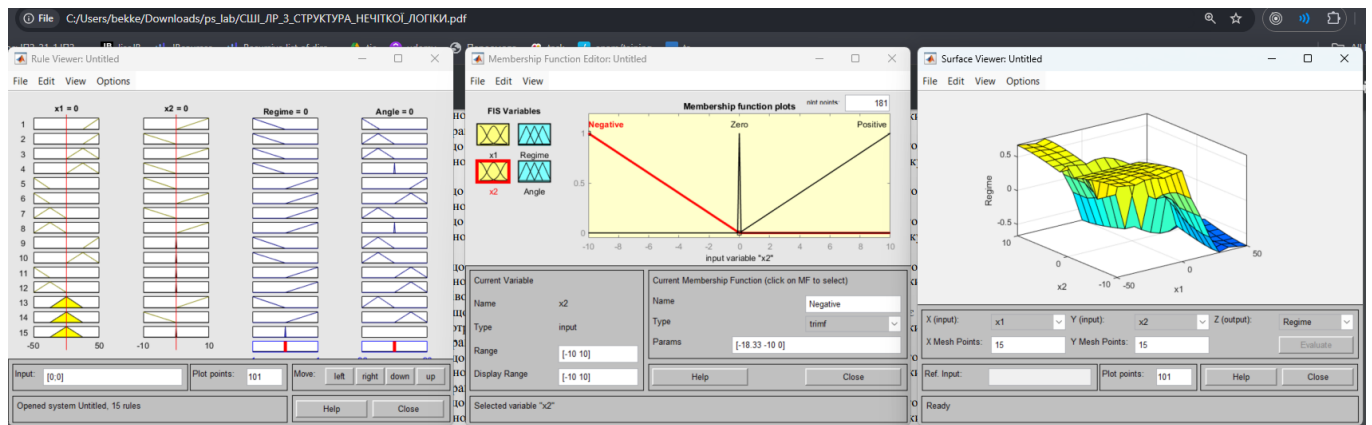 File C:/Users/bekke/Downloads/ps_lab/СШІ_ЛР_3_СТРУКТУРА_НЕЧІТКОЇ_ЛОГІКИ.pdf
Rule Viewer: Untitled
File Edit View Options
x1 = 0 x2 = 0 Regime = 0 Angle = 0
1
2
3
4
5
6
7
8
9
10
11
12
13
14
15
-50 50 -10 10
Input: [0;0] Plot points: 101 Move: left right down up
Opened system Untitled, 15 rules Help Close
Membership Function Editor: Untitled
File Edit View
FIS Variables Membership function plots plot points: 181
x1 Regime
x2 Angle
Negative Zero Positive
1
0.5
0
-10 -8 -6 -4 -2 0 2 4 6 8 10
input variable "x2"
Current Variable
Name x2
Type input
Range [-10 10]
Display Range [-10 10]
Current Membership Function (click on MF to select)
Name Negative
Type trimf
Params [-18.33 -10 0]
Help Close
Selected variable "x2"
Surface Viewer: Untitled
File Edit View Options
Regime
0.5
0
-0.5
10 0 -10 -50 0 50
x2 x1
X (input): x1 Y (input): x2 Z (output): Regime
X Mesh Points: 15 Y Mesh Points: 15 Evaluate
Ref. Input: Plot points: 101 Help Close
Ready